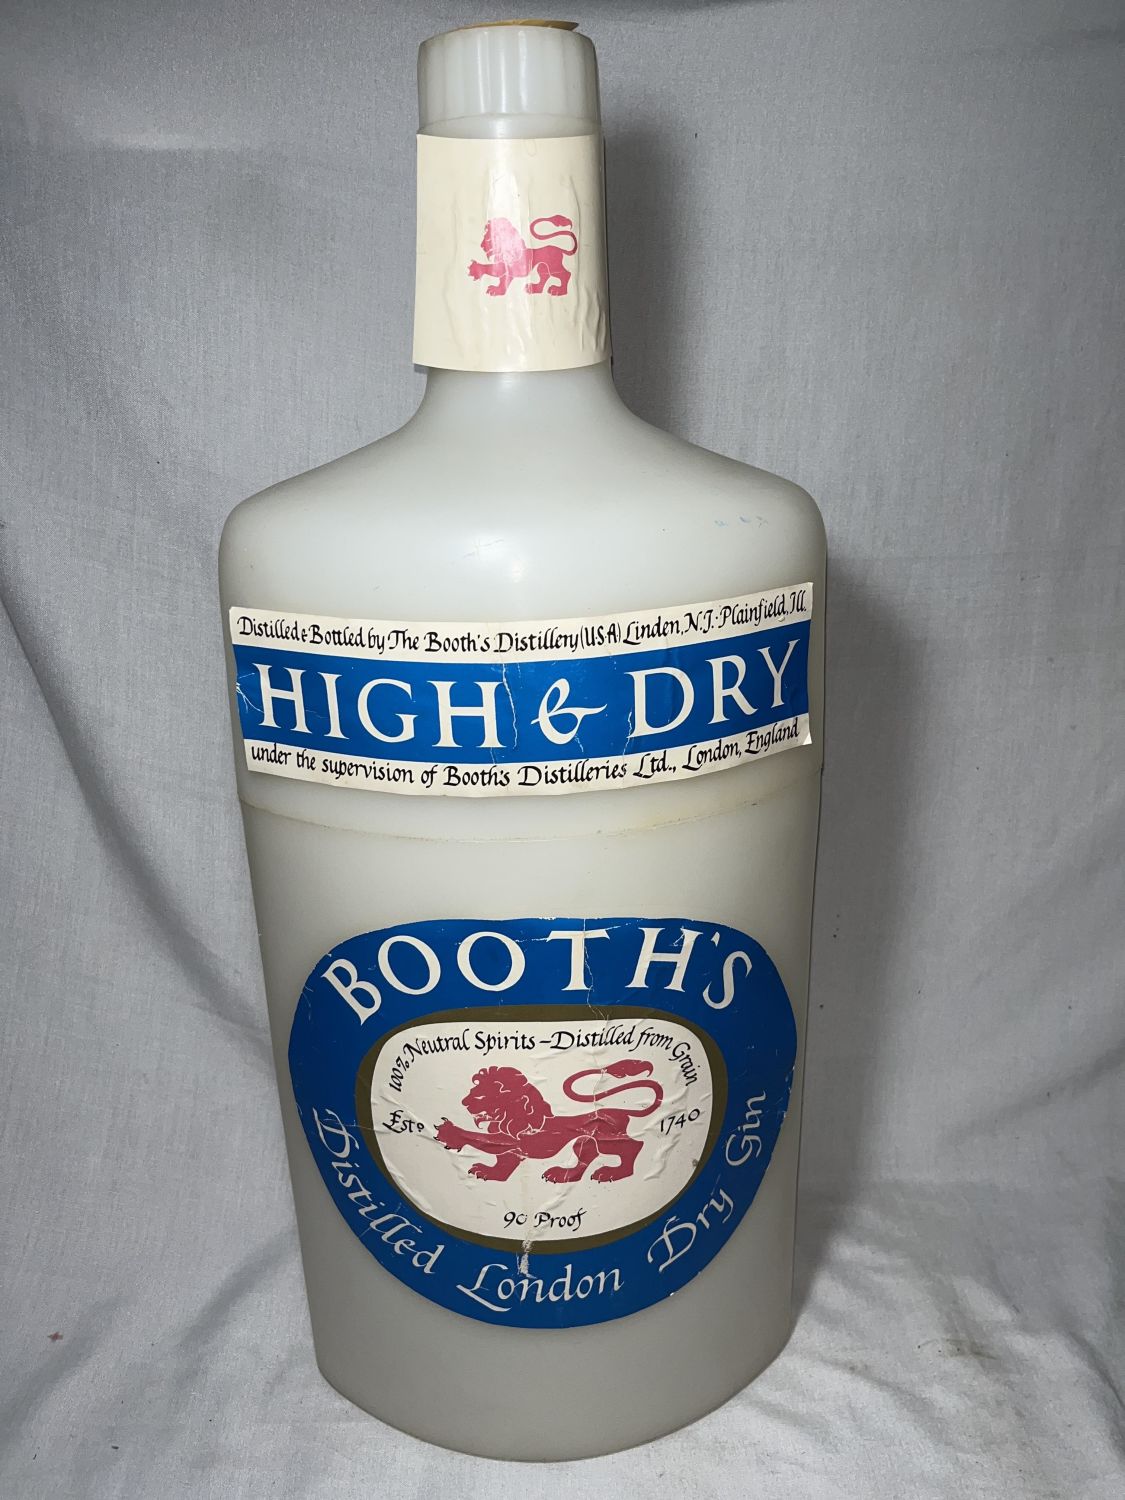 Distilled & Bottled by The Booth's Distillery (USA) Linden, N.J. · Plainfield, Ill.
HIGH & DRY
under the supervision of Booth's Distilleries Ltd., London, England
BOOTH'S
100% Neutral Spirits – Distilled from Grain
Estd 1740
90 Proof
Distilled London Dry Gin